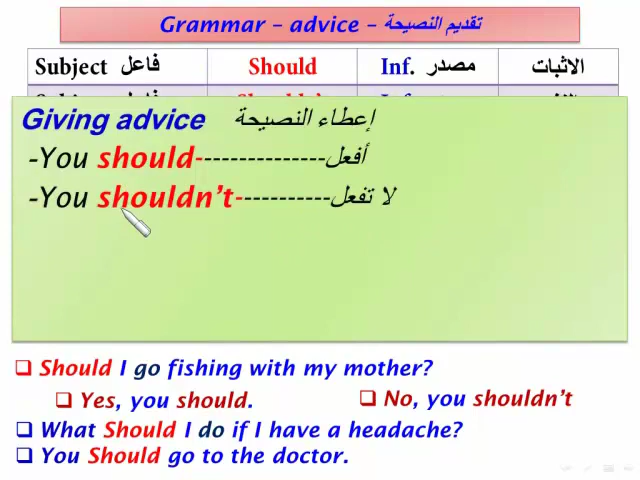 Grammar – advice – تقديم النصيحة
Subject فاعل Should Inf. مصدر الاثبات
Giving advice إعطاء النصيحة
-You should---------------أفعل
-You shouldn't-----------لا تفعل
Should I go fishing with my mother?
Yes, you should. No, you shouldn't
What Should I do if I have a headache?
You Should go to the doctor.